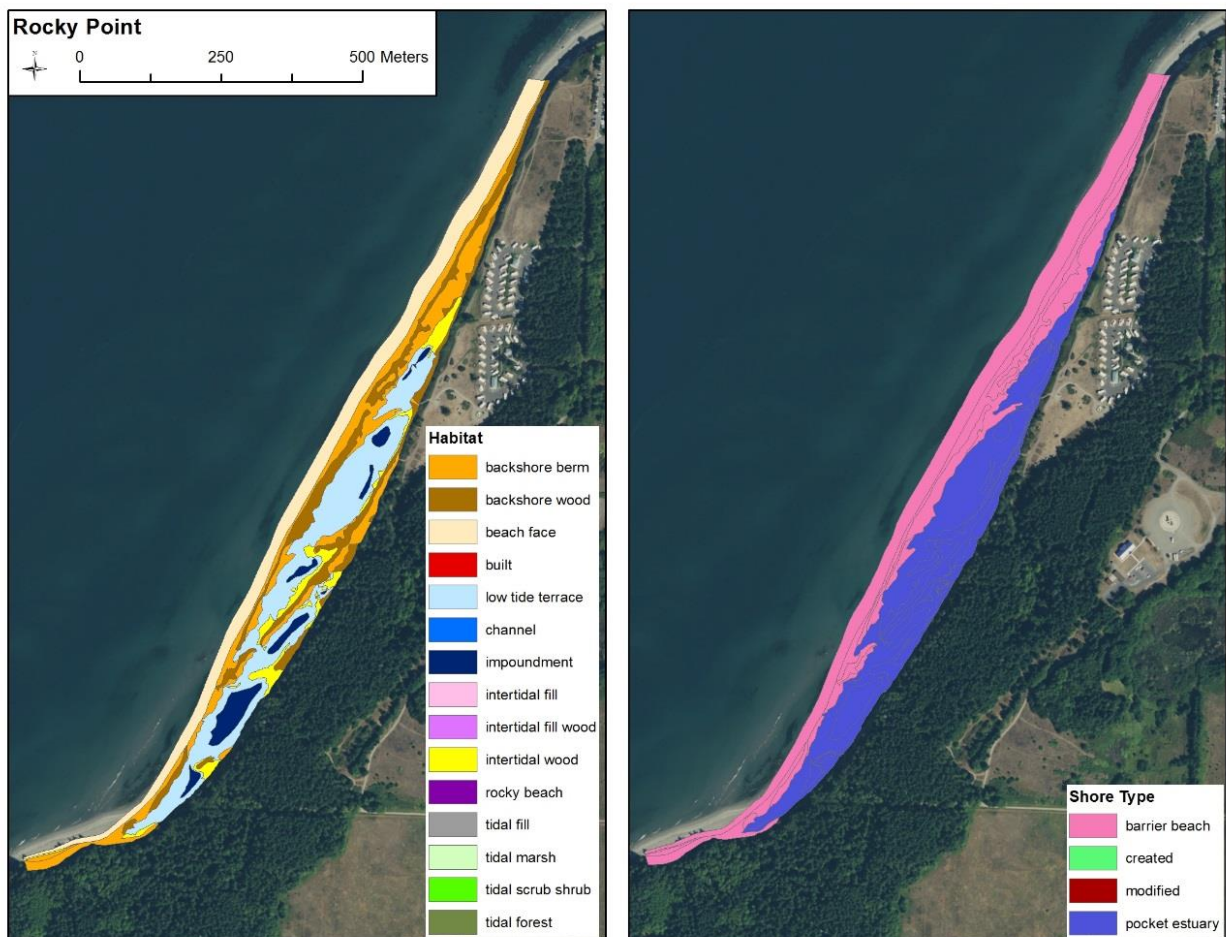 Rocky Point
N
0 250 500 Meters
Habitat
backshore berm
backshore wood
beach face
built
low tide terrace
channel
impoundment
intertidal fill
intertidal fill wood
intertidal wood
rocky beach
tidal fill
tidal marsh
tidal scrub shrub
tidal forest
Shore Type
barrier beach
created
modified
pocket estuary